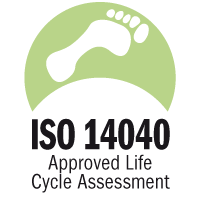 ISO 14040
Approved Life
Cycle Assessment